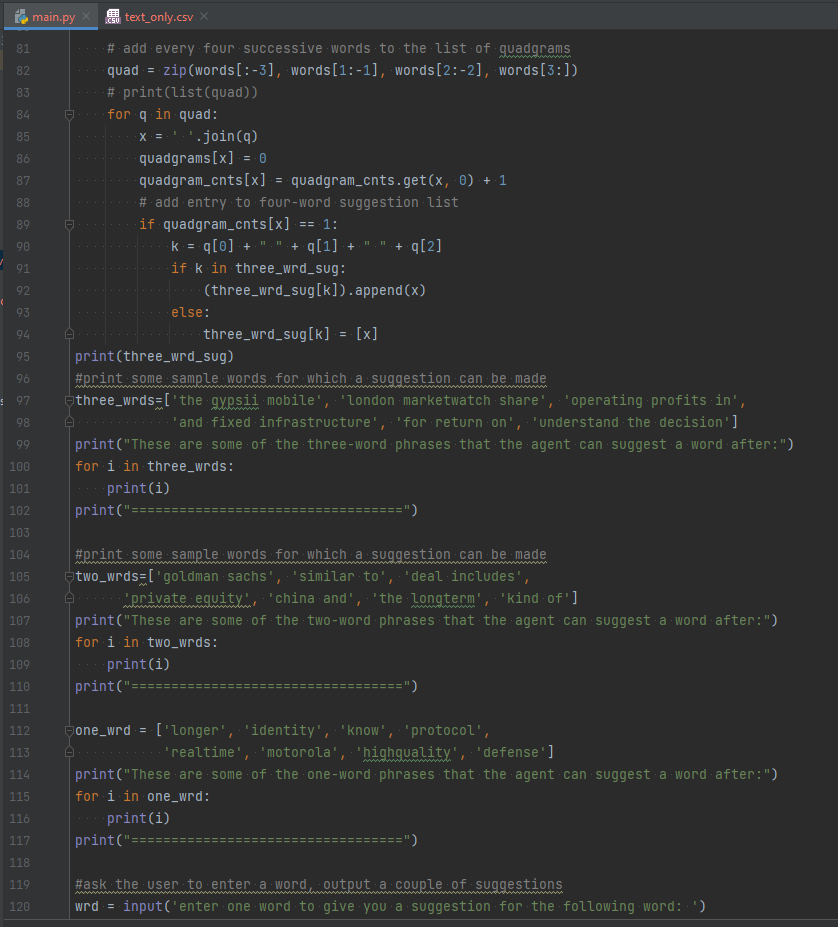 main.py
text_only.csv
81 # add every four successive words to the list of quadgrams
82 quad = zip(words[:-3], words[1:-1], words[2:-2], words[3:])
83 # print(list(quad))
84 for q in quad:
85 x = ' '.join(q)
86 quadgrams[x] = 0
87 quadgram_cnts[x] = quadgram_cnts.get(x, 0) + 1
88 # add entry to four-word suggestion list
89 if quadgram_cnts[x] == 1:
90 k = q[0] + " " + q[1] + " " + q[2]
91 if k in three_wrd_sug:
92 (three_wrd_sug[k]).append(x)
93 else:
94 three_wrd_sug[k] = [x]
95 print(three_wrd_sug)
96 #print some sample words for which a suggestion can be made
97 three_wrds=['the gypsii mobile', 'london marketwatch share', 'operating profits in',
98 'and fixed infrastructure', 'for return on', 'understand the decision']
99 print("These are some of the three-word phrases that the agent can suggest a word after:")
100 for i in three_wrds:
101 print(i)
102 print("==================================")
103
104 #print some sample words for which a suggestion can be made
105 two_wrds=['goldman sachs', 'similar to', 'deal includes',
106 'private equity', 'china and', 'the longterm', 'kind of']
107 print("These are some of the two-word phrases that the agent can suggest a word after:")
108 for i in two_wrds:
109 print(i)
110 print("==================================")
111
112 one_wrd = ['longer', 'identity', 'know', 'protocol',
113 'realtime', 'motorola', 'highquality', 'defense']
114 print("These are some of the one-word phrases that the agent can suggest a word after:")
115 for i in one_wrd:
116 print(i)
117 print("==================================")
118
119 #ask the user to enter a word, output a couple of suggestions
120 wrd = input('enter one word to give you a suggestion for the following word: ')